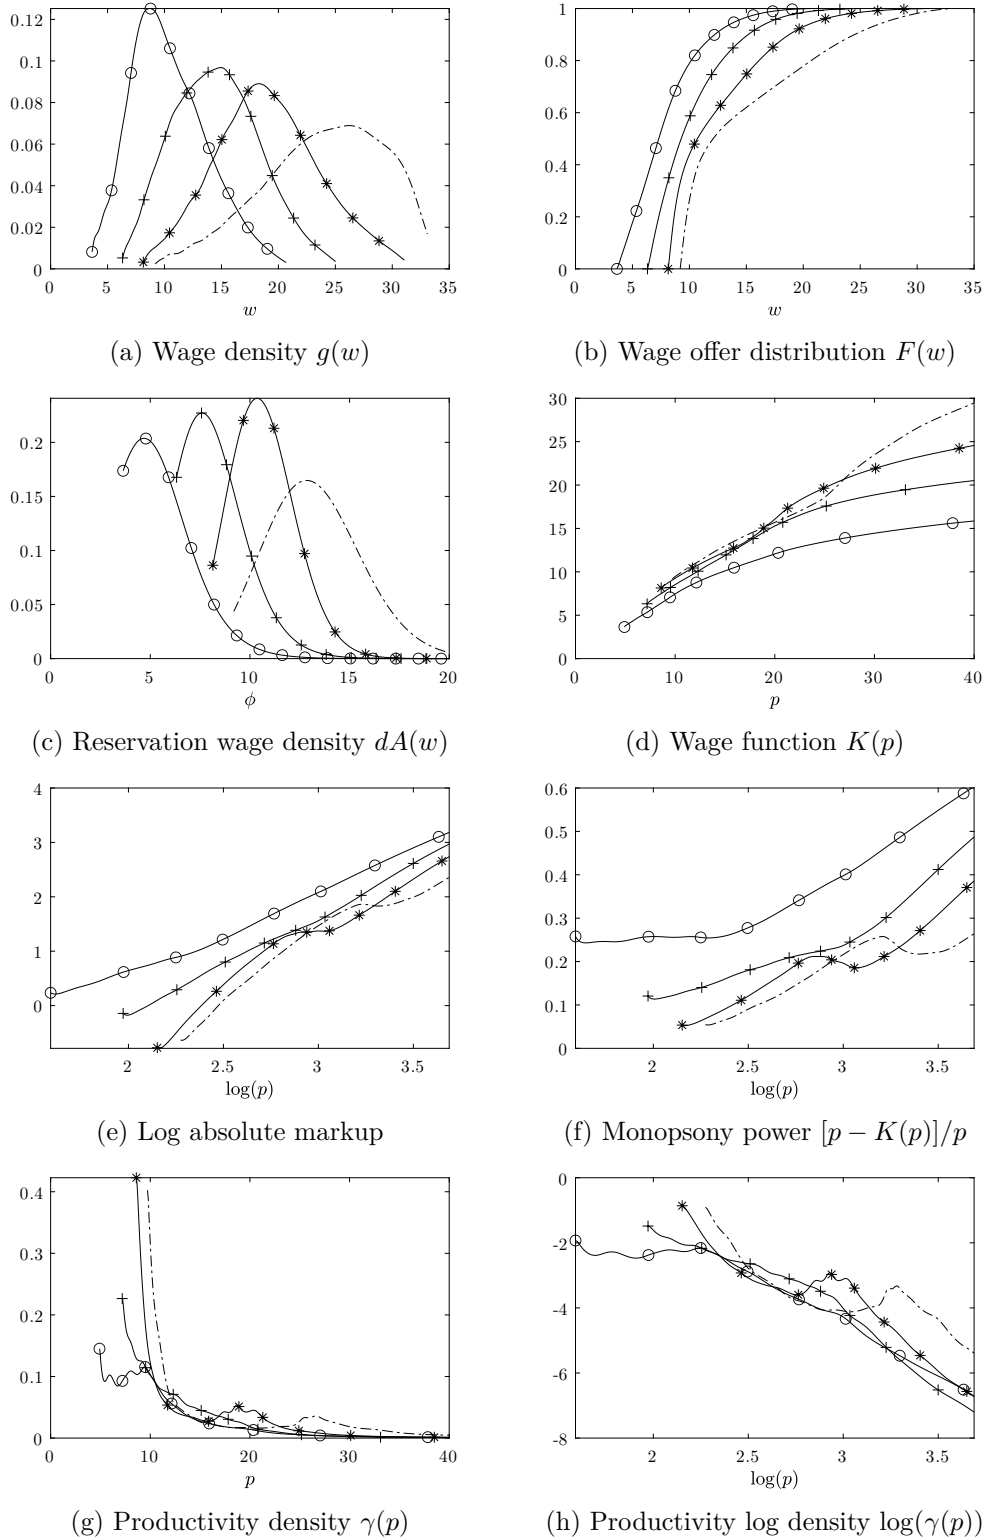 0.12
0.1
0.08
0.06
0.04
0.02
0
0 5 10 15 20 25 30 35
w
(a) Wage density g(w)
1
0.8
0.6
0.4
0.2
0
0 5 10 15 20 25 30 35
w
(b) Wage offer distribution F(w)
0.2
0.15
0.1
0.05
0
0 5 10 15 20
ϕ
(c) Reservation wage density dA(w)
30
25
20
15
10
5
0
0 10 20 30 40
p
(d) Wage function K(p)
4
3
2
1
0
2 2.5 3 3.5
log(p)
(e) Log absolute markup
0.6
0.5
0.4
0.3
0.2
0.1
0
2 2.5 3 3.5
log(p)
(f) Monopsony power [p − K(p)]/p
0.4
0.3
0.2
0.1
0
0 10 20 30 40
p
(g) Productivity density γ(p)
0
-2
-4
-6
-8
2 2.5 3 3.5
log(p)
(h) Productivity log density log(γ(p))